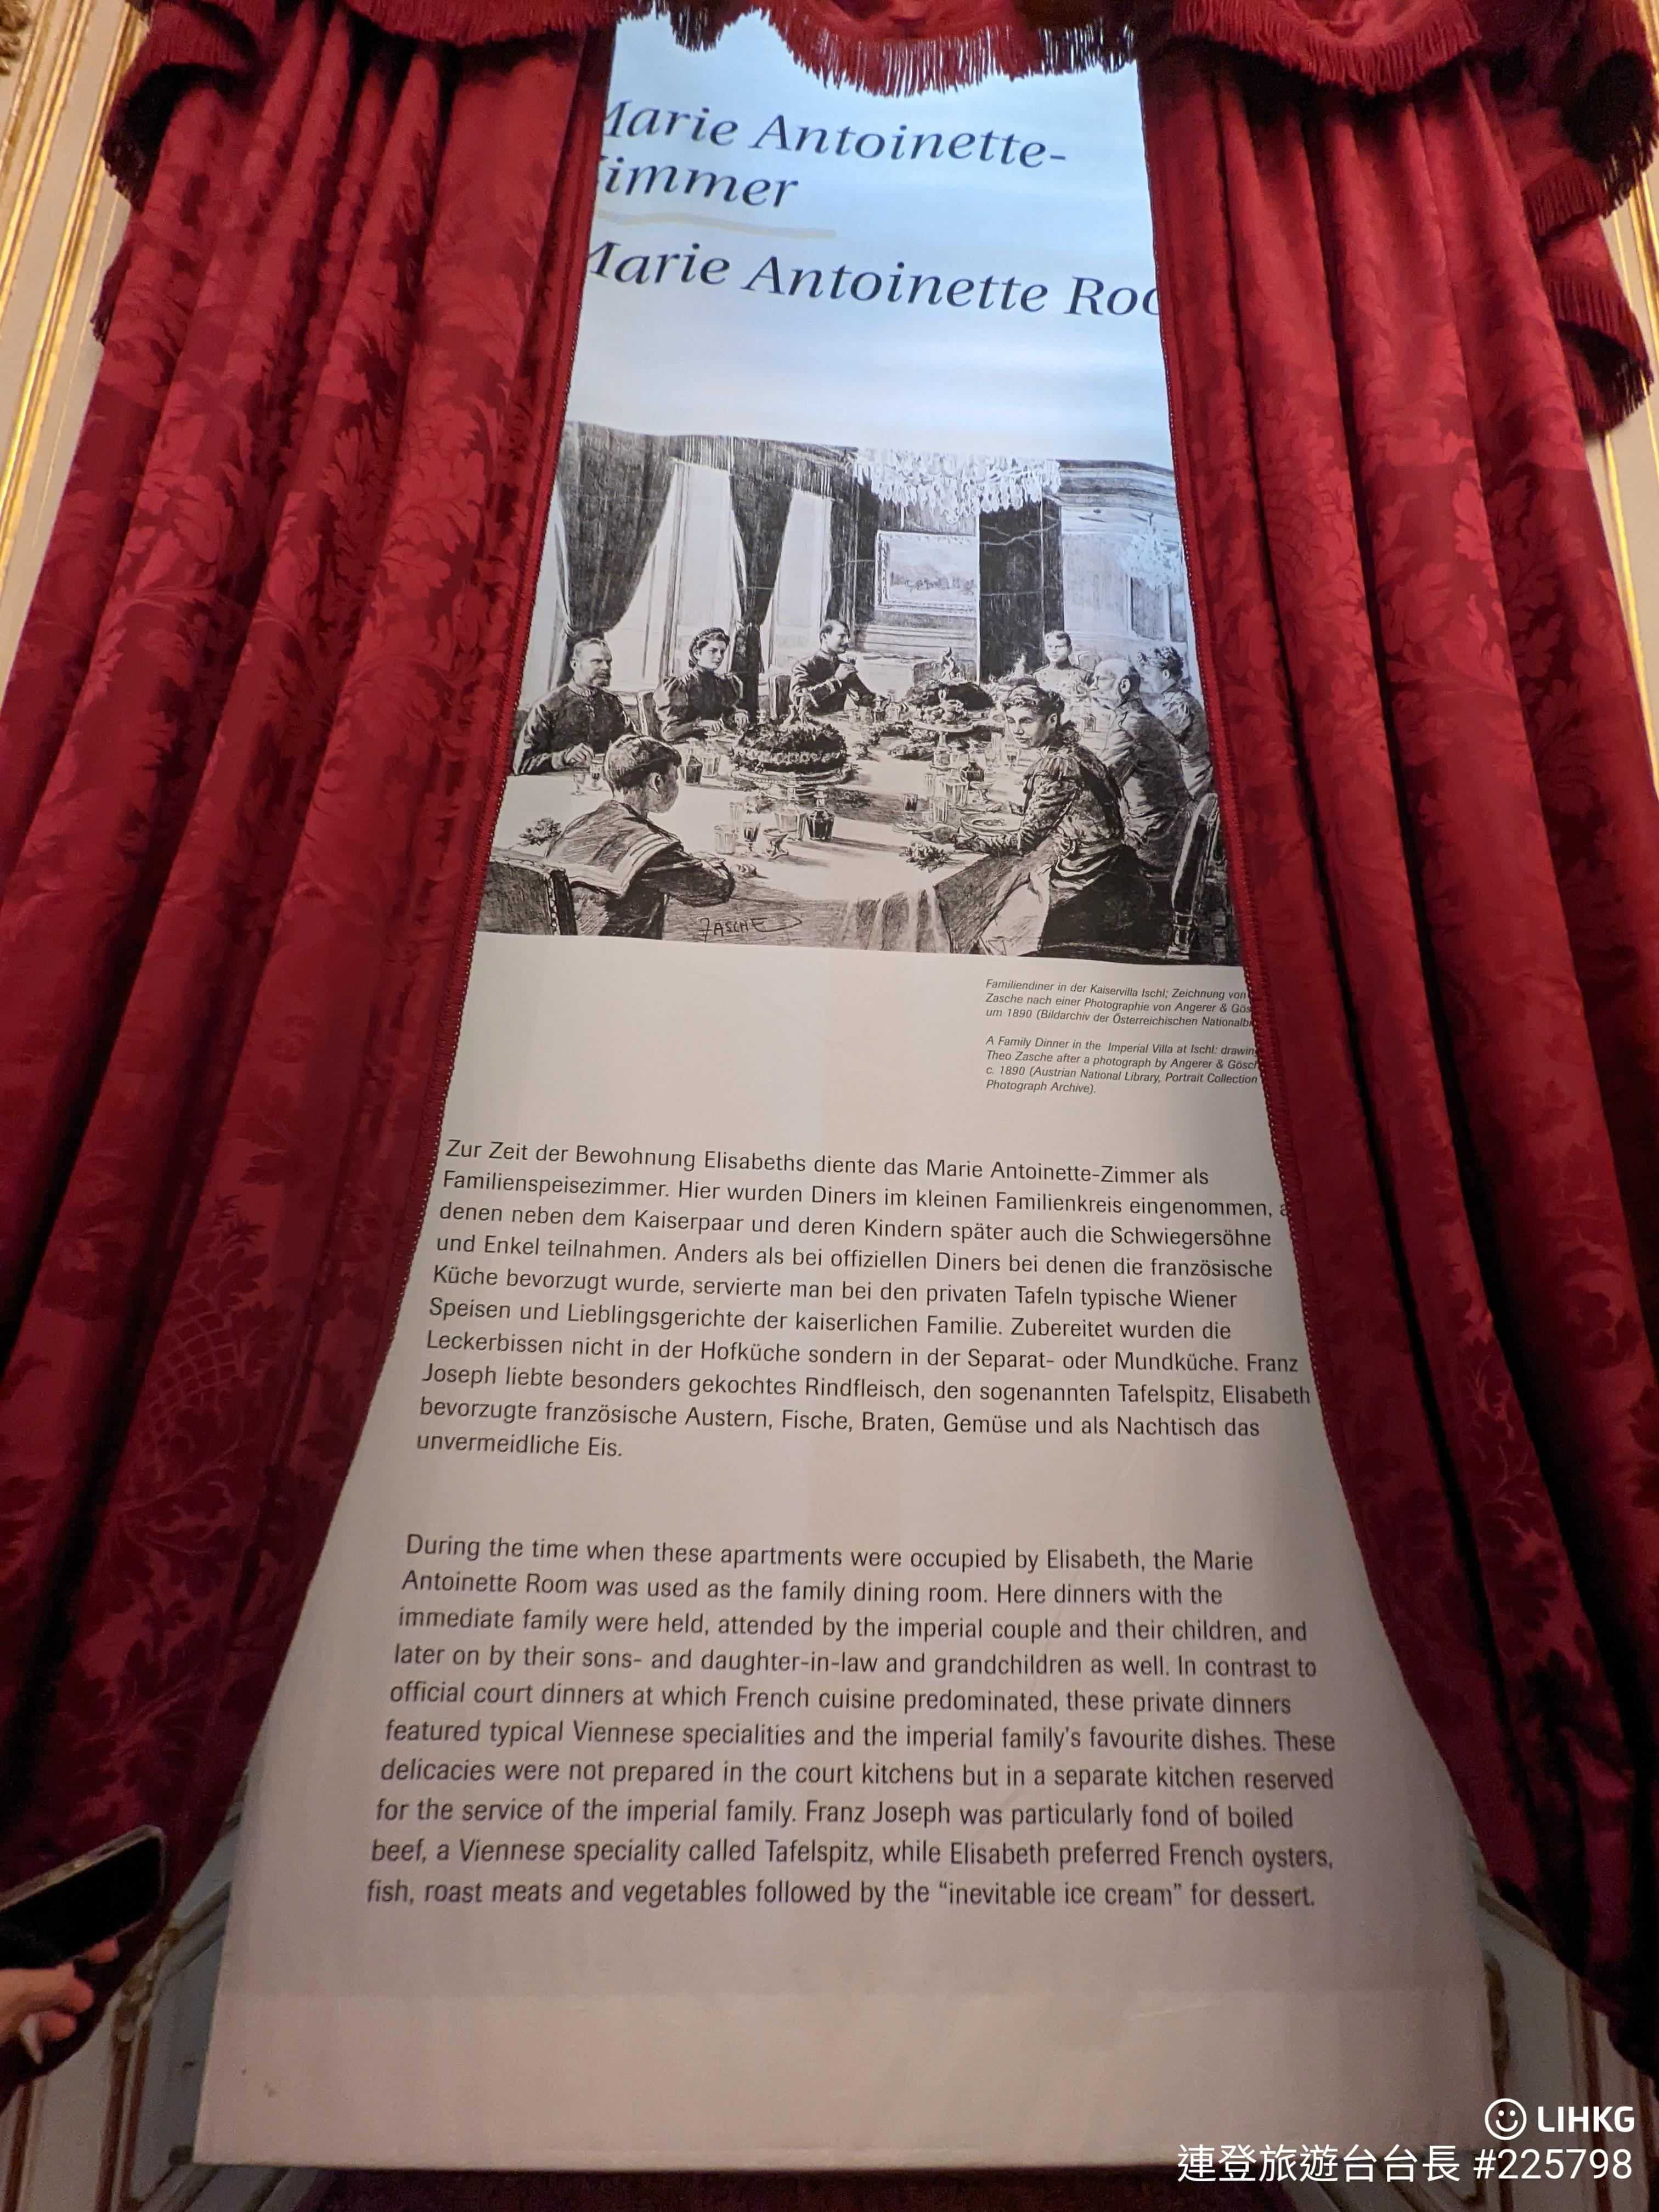 Marie Antoinette-
Zimmer
Marie Antoinette
ZASCHE
Familiendiner in der Kaiservilla Ischl; Zeichnung von
Zasche nach einer Photographie von Angerer &
um 1890 (Bildarchiv der Österreichischen
A Family Dinner in the Imperial Villa at Ischl: drawin
Theo Zasche after a photograph by Angerer & Gösch
c. 1890 (Austrian National Library, Portrait Collection
Photograph Archive).
Zur Zeit der Bewohnung Elisabeths diente das Marie Antoinette-Zimmer als
Familienspeisezimmer. Hier wurden Diners im kleinen Familienkreis eingenommen,
denen neben dem Kaiserpaar und deren Kindern später auch die Schwiegersöhne
und Enkel teilnahmen. Anders als bei offiziellen Diners bei denen die französische
Küche bevorzugt wurde, servierte man bei den privaten Tafeln typische Wiener
Speisen und Lieblingsgerichte der kaiserlichen Familie. Zubereitet wurden die
Leckerbissen nicht in der Hofküche sondern in der Separat- oder Mundküche. Franz
Joseph liebte besonders gekochtes Rindfleisch, den sogenannten Tafelspitz, Elisabeth
bevorzugte französische Austern, Fische, Braten, Gemüse und als Nachtisch das
unvermeidliche Eis.
During the time when these apartments were occupied by Elisabeth, the Marie
Antoinette Room was used as the family dining room. Here dinners with the
immediate family were held, attended by the imperial couple and their children, and
later on by their sons- and daughter-in-law and grandchildren as well. In contrast to
official court dinners at which French cuisine predominated, these private dinners
featured typical Viennese specialities and the imperial family's favourite dishes. These
delicacies were not prepared in the court kitchens but in a separate kitchen reserved
for the service of the imperial family. Franz Joseph was particularly fond of boiled
beef, a Viennese speciality called Tafelspitz, while Elisabeth preferred French oysters,
fish, roast meats and vegetables followed by the “inevitable ice cream” for dessert.
LIHKG
連登旅遊台台長 #225798